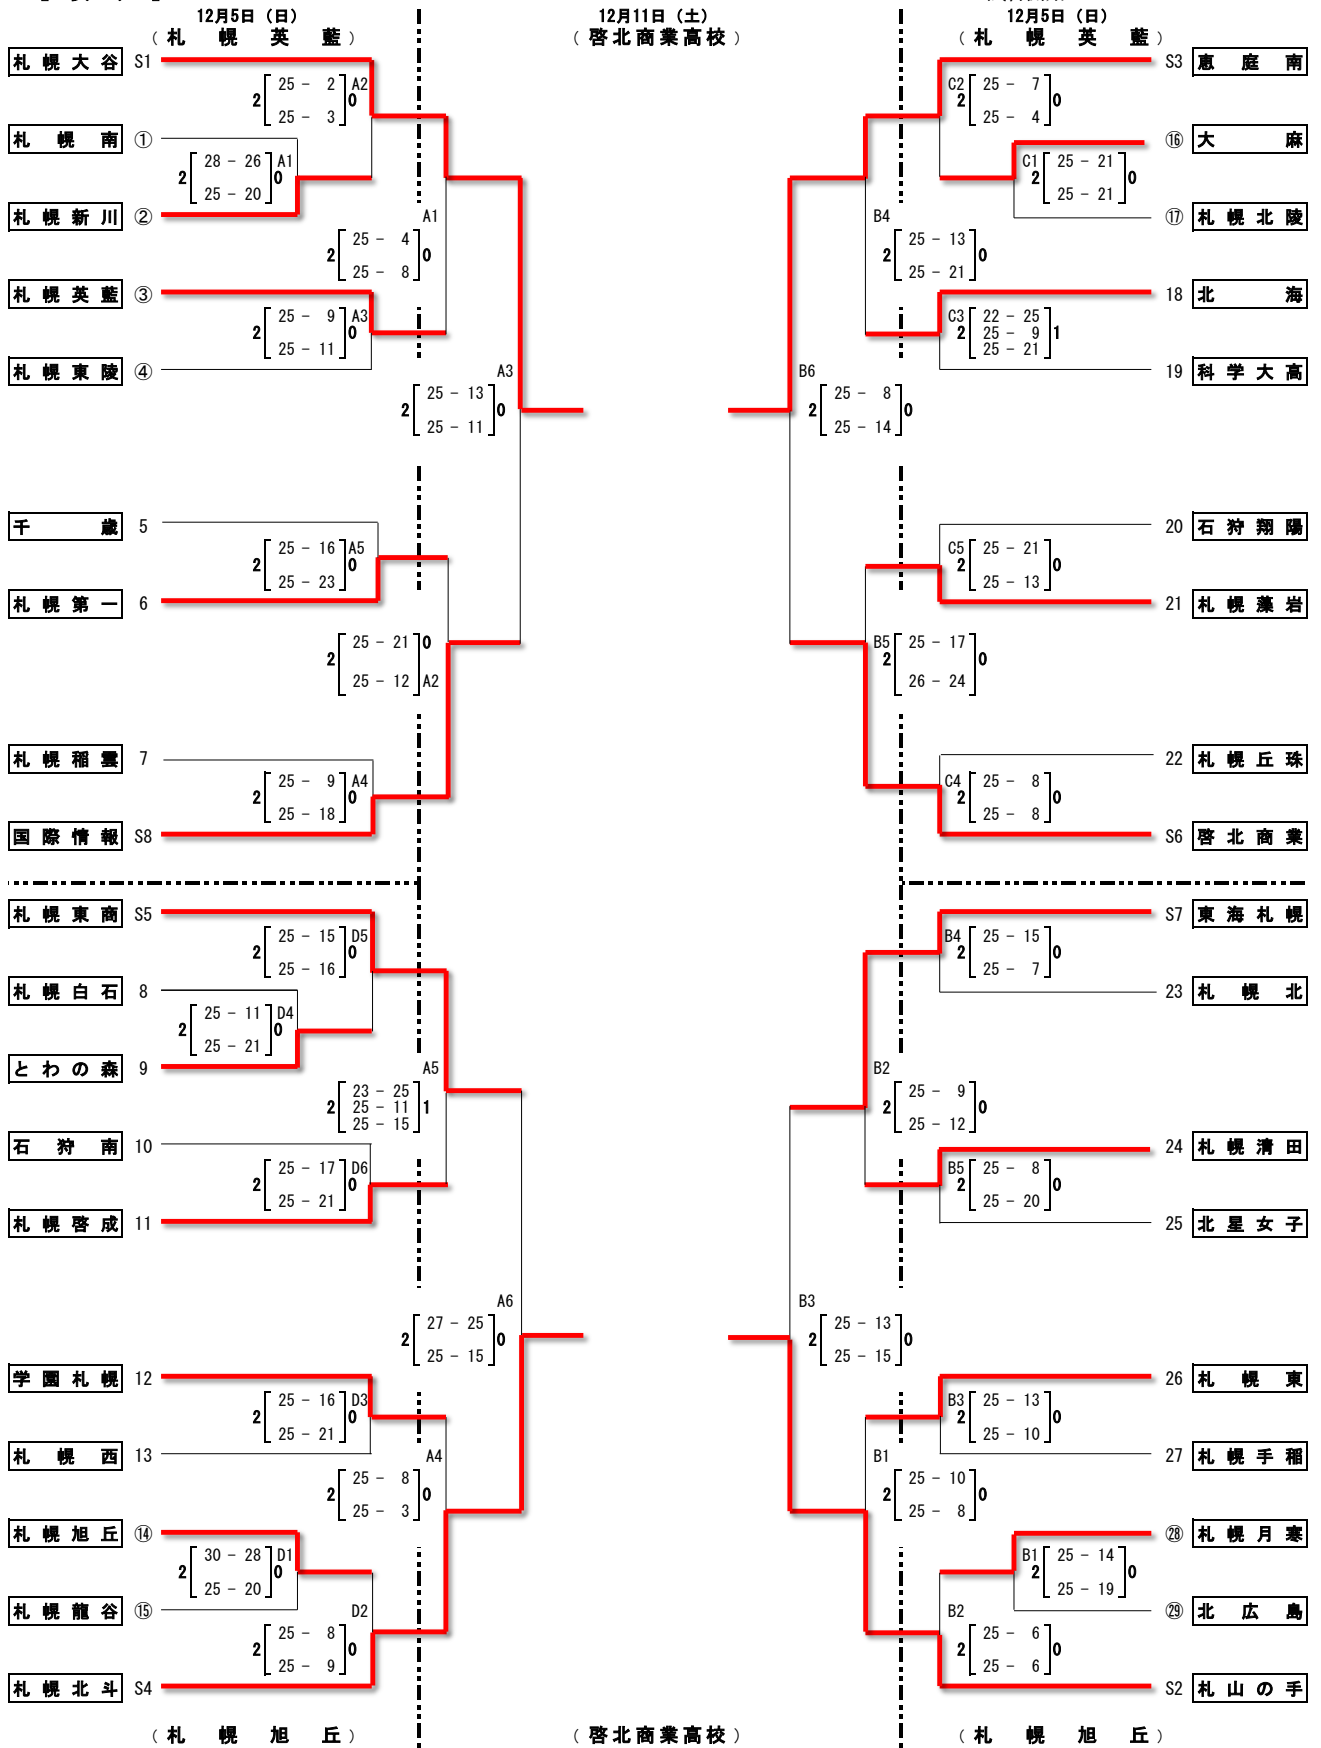 12月5日（日） 12月11日（土） 12月5日（日）
（札幌英藍） （啓北商業高校） （札幌英藍）
札幌大谷 S1
25 - 2 A2
2 0
25 - 3
札幌南 ①
28 - 26 A1
2 0
25 - 20
札幌新川 ②
A1
25 - 4
2 0
25 - 8
札幌英藍 ③
25 - 9 A3
2 0
25 - 11
札幌東陵 ④
A3
25 - 13
2 0
25 - 11
千歳 5
25 - 16 A5
2 0
25 - 23
札幌第一 6
25 - 21 0
2
25 - 12 A2
札幌稲雲 7
25 - 9 A4
2 0
25 - 18
国際情報 S8
札幌東商 S5
25 - 15 D5
2 0
25 - 16
札幌白石 8
25 - 11 D4
2 0
25 - 21
とわの森 9
A5
23 - 25
2 25 - 11 1
25 - 15
石狩南 10
25 - 17 D6
2 0
25 - 21
札幌啓成 11
A6
27 - 25
2 0
25 - 15
学園札幌 12
25 - 16 D3
2 0
25 - 21
札幌西 13
A4
25 - 8
2 0
25 - 3
札幌旭丘 ⑭
30 - 28 D1
2 0
25 - 20
札幌龍谷 ⑮
D2
25 - 8
2 0
25 - 9
札幌北斗 S4
S3 恵庭南
C2 25 - 7
2 0
25 - 4
⑯ 大麻
C1 25 - 21
2 0
25 - 21
⑰ 札幌北陵
B4
25 - 13
2 0
25 - 21
18 北海
C3 22 - 25
2 25 - 9 1
25 - 21
19 科学大高
B6
25 - 8
2 0
25 - 14
20 石狩翔陽
C5 25 - 21
2 0
25 - 13
21 札幌藻岩
B5 25 - 17
2 0
26 - 24
22 札幌丘珠
C4 25 - 8
2 0
25 - 8
S6 啓北商業
S7 東海札幌
B4 25 - 15
2 0
25 - 7
23 札幌北
B2
25 - 9
2 0
25 - 12
24 札幌清田
B5 25 - 8
2 0
25 - 20
25 北星女子
B3
25 - 13
2 0
25 - 15
26 札幌東
B3 25 - 13
2 0
25 - 10
27 札幌手稲
B1
25 - 10
2 0
25 - 8
㉘ 札幌月寒
B1 25 - 14
2 0
25 - 19
㉙ 北広島
B2
25 - 6
2 0
25 - 6
S2 札山の手
（札幌旭丘） （啓北商業高校） （札幌旭丘）